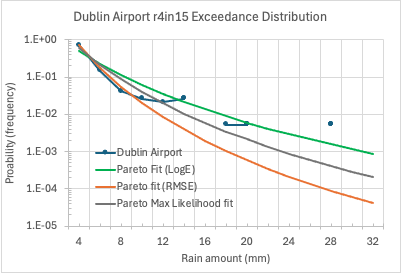 Dublin Airport r4in15 Exceedance Distribution
1.E+00
1.E-01
1.E-02
1.E-03
1.E-04
1.E-05
Proability (frequency)
Dublin Airport
Pareto Fit (LogE)
Pareto fit (RMSE)
Pareto Max Likelihood fit
4 8 12 16 20 24 28 32
Rain amount (mm)